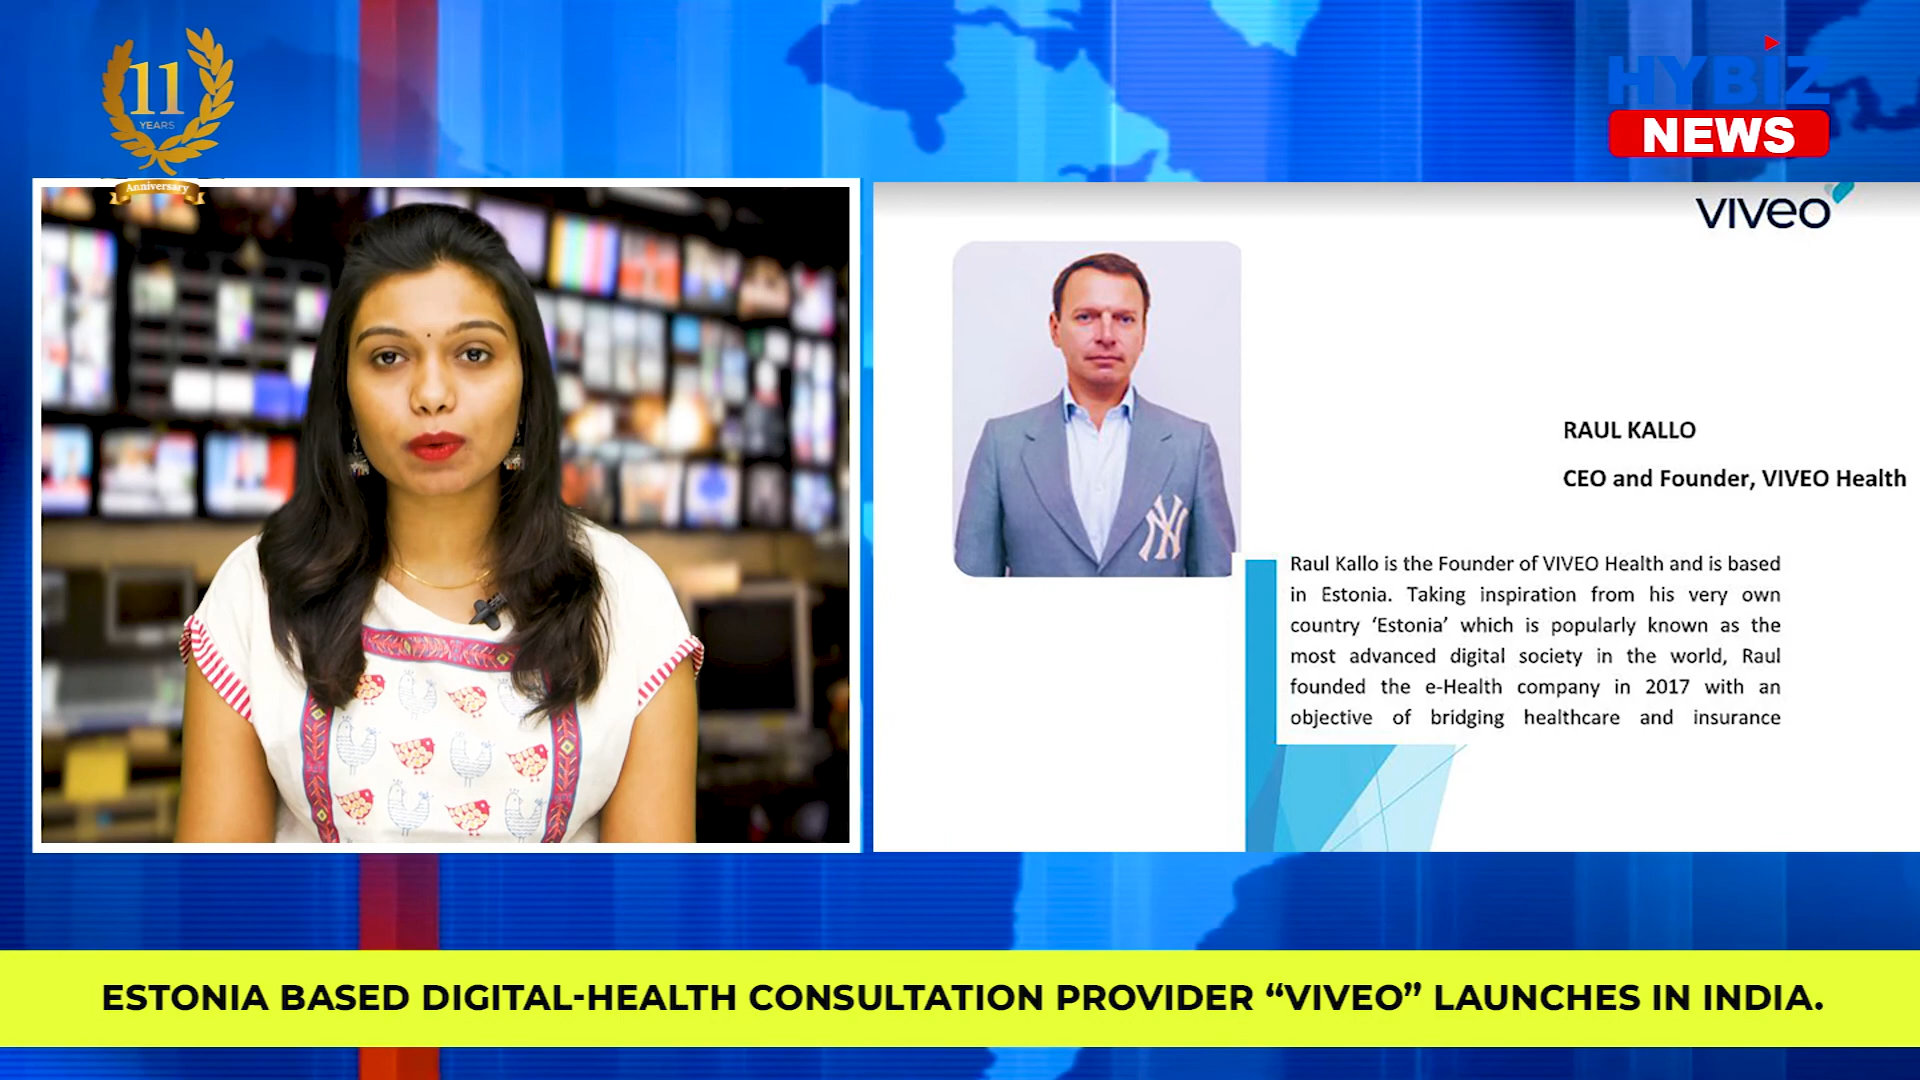 11
YEARS
Anniversary
HYBIZ
NEWS
viveo
NY
RAUL KALLO
CEO and Founder, VIVEO Health
Raul Kallo is the Founder of VIVEO Health and is based
in Estonia. Taking inspiration from his very own
country ‘Estonia’ which is popularly known as the
most advanced digital society in the world, Raul
founded the e-Health company in 2017 with an
objective of bridging healthcare and insurance
ESTONIA BASED DIGITAL-HEALTH CONSULTATION PROVIDER “VIVEO” LAUNCHES IN INDIA.